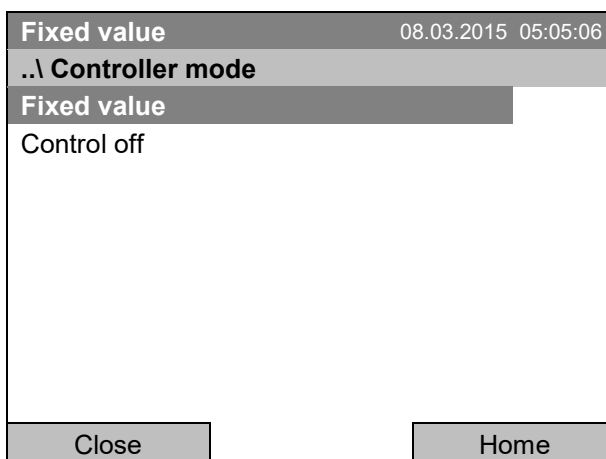 Fixed value 08.03.2015 05:05:06
..\ Controller mode
Fixed value
Control off
Close Home